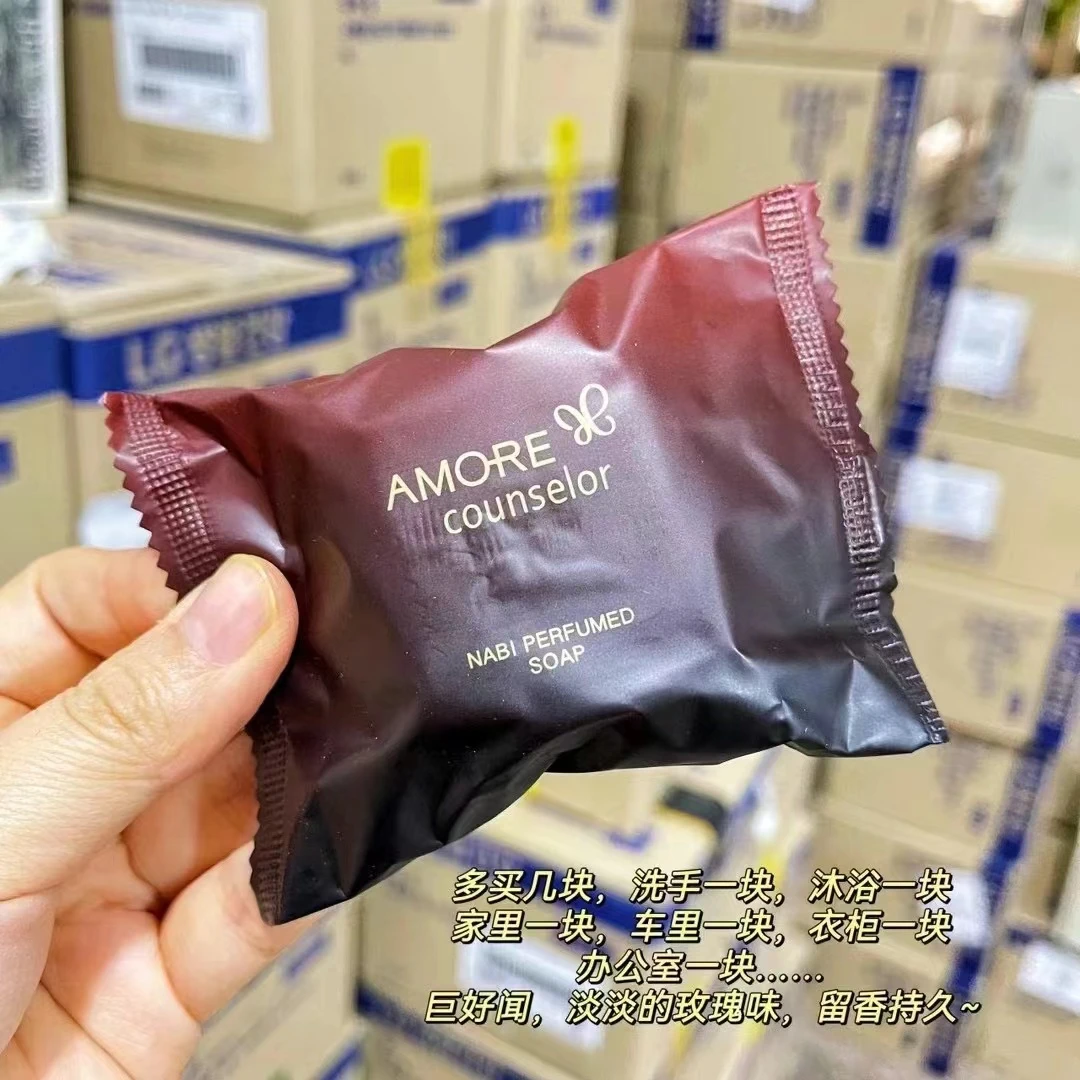 LG
AMORE
counselor
NABI PERFUMED
SOAP
多买几块，洗手一块，沐浴一块
家里一块，车里一块，衣柜一块
办公室一块......
巨好闻，淡淡的玫瑰味，留香持久~